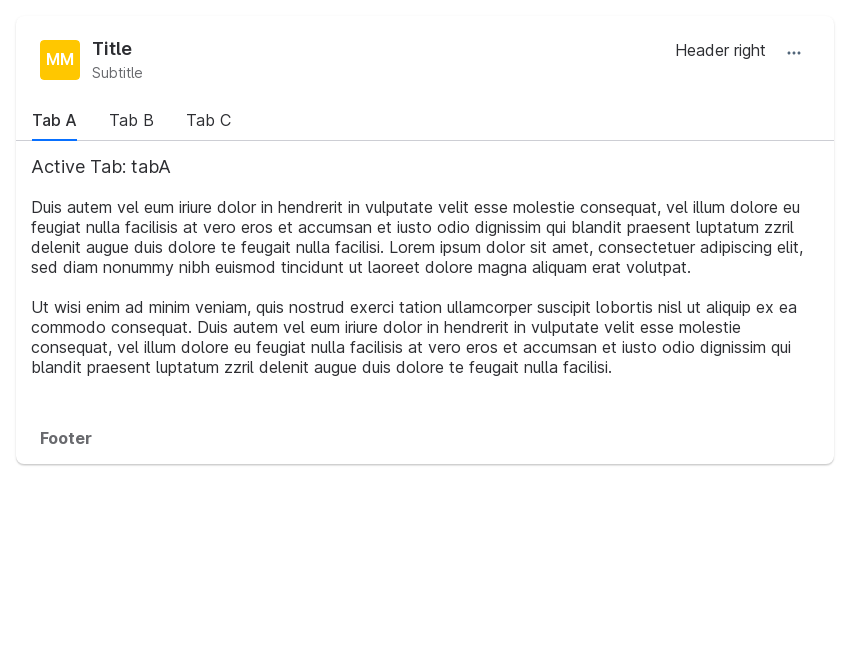 MM
Title
Subtitle
Header right
Tab A
Tab B
Tab C
Active Tab: tabA
Duis autem vel eum iriure dolor in hendrerit in vulputate velit esse molestie consequat, vel illum dolore eu
feugiat nulla facilisis at vero eros et accumsan et iusto odio dignissim qui blandit praesent luptatum zzril
delenit augue duis dolore te feugait nulla facilisi. Lorem ipsum dolor sit amet, consectetuer adipiscing elit,
sed diam nonummy nibh euismod tincidunt ut laoreet dolore magna aliquam erat volutpat.
Ut wisi enim ad minim veniam, quis nostrud exerci tation ullamcorper suscipit lobortis nisl ut aliquip ex ea
commodo consequat. Duis autem vel eum iriure dolor in hendrerit in vulputate velit esse molestie
consequat, vel illum dolore eu feugiat nulla facilisis at vero eros et accumsan et iusto odio dignissim qui
blandit praesent luptatum zzril delenit augue duis dolore te feugait nulla facilisi.
Footer